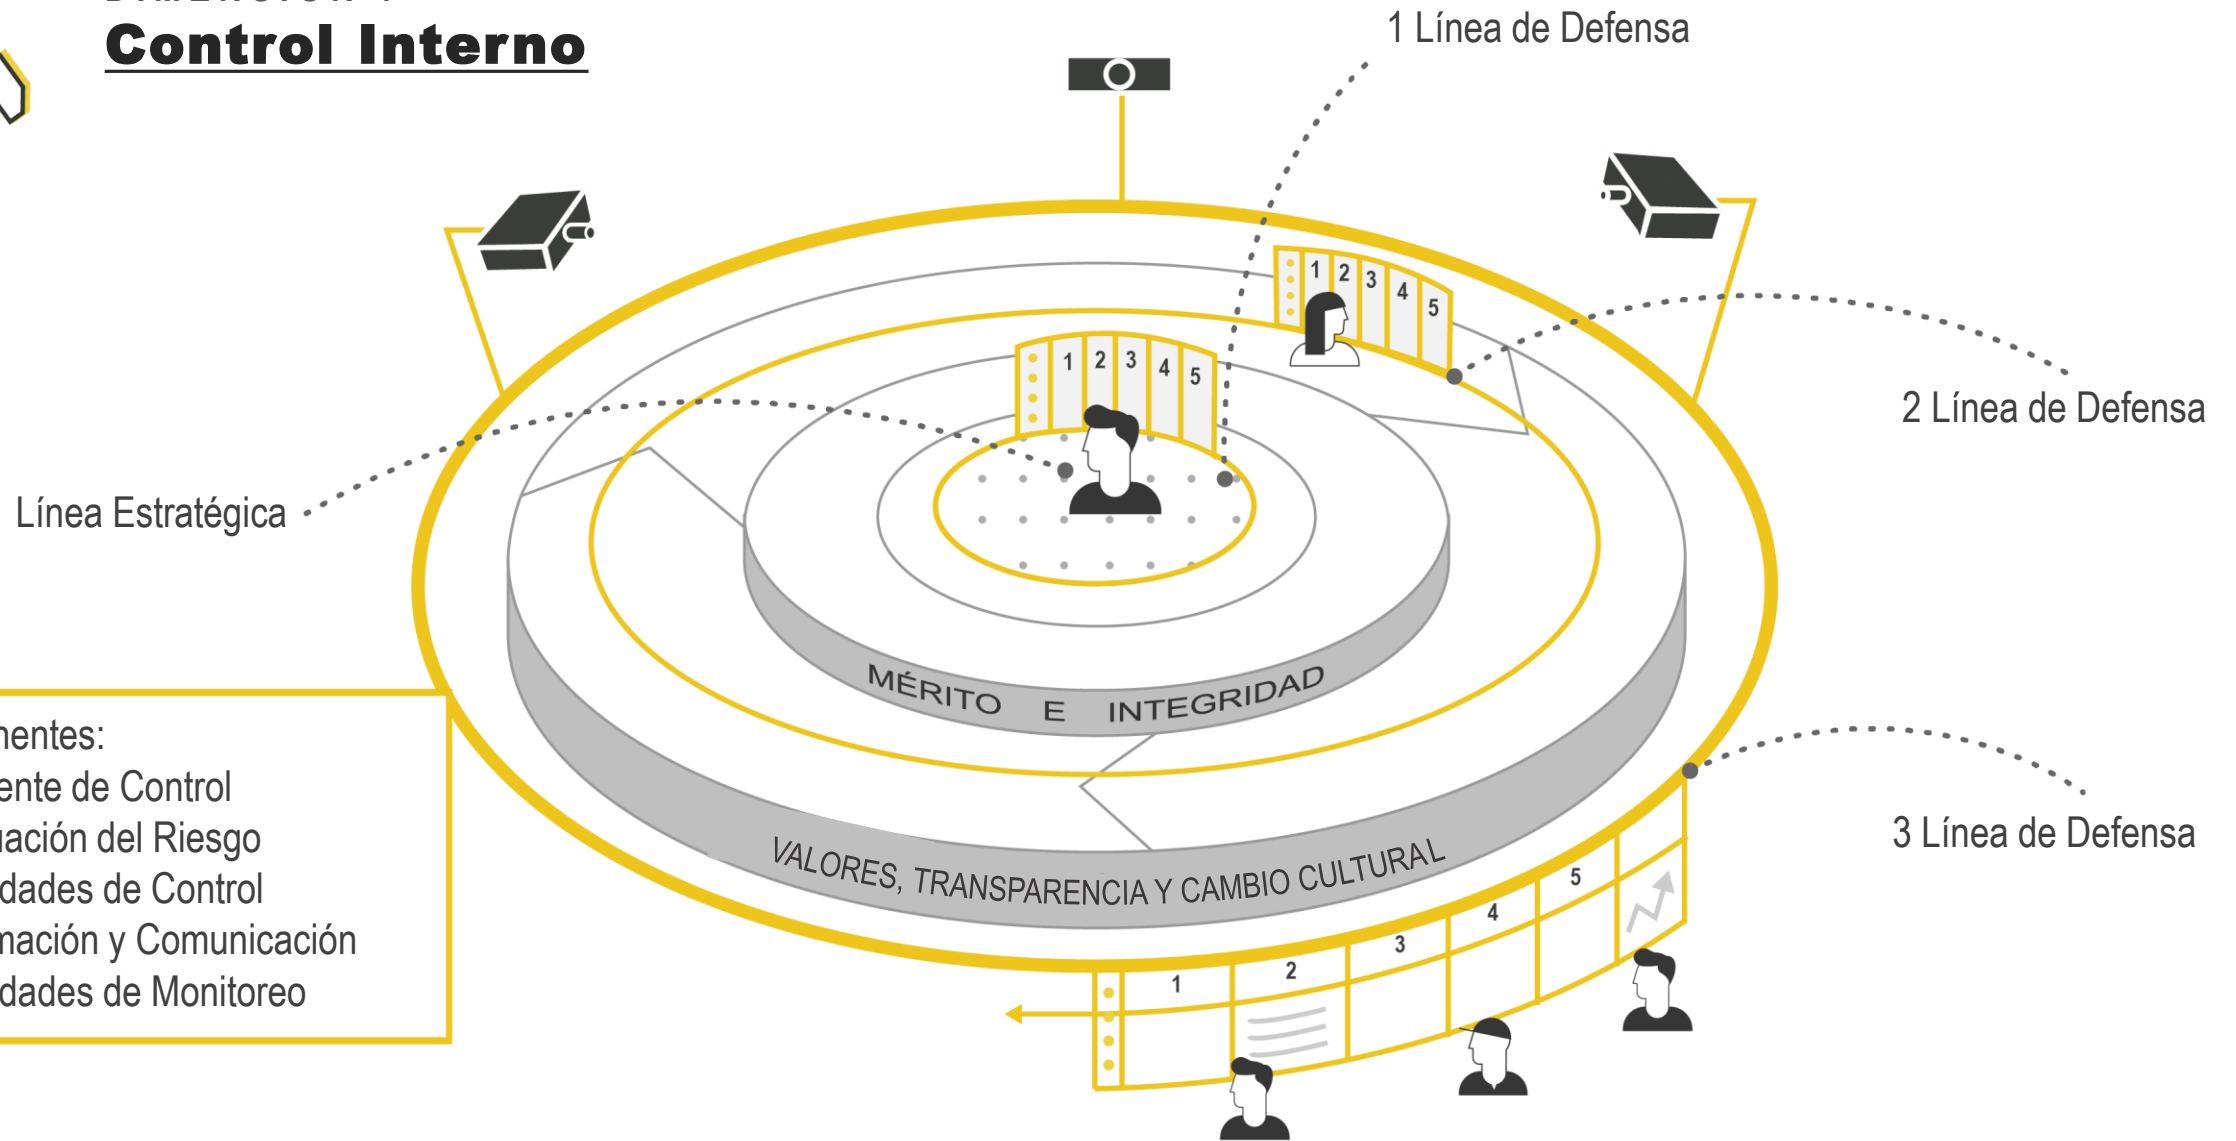 Control Interno
1 Línea de Defensa
1 2 3 4 5
1 2 3 4 5
2 Línea de Defensa
Línea Estratégica
MÉRITO E INTEGRIDAD
3 Línea de Defensa
VALORES, TRANSPARENCIA Y CAMBIO CULTURAL
nentes:
ente de Control
uación del Riesgo
dades de Control
mación y Comunicación
dades de Monitoreo
1 2 3 4 5